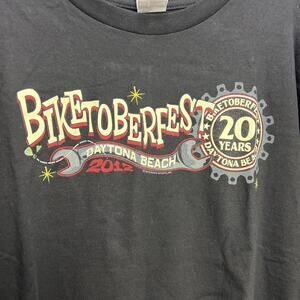 BIKETOBERFEST
DAYTONA BEACH
2012
BIKETOBERFEST
20
YEARS
DAYTONA BEACH